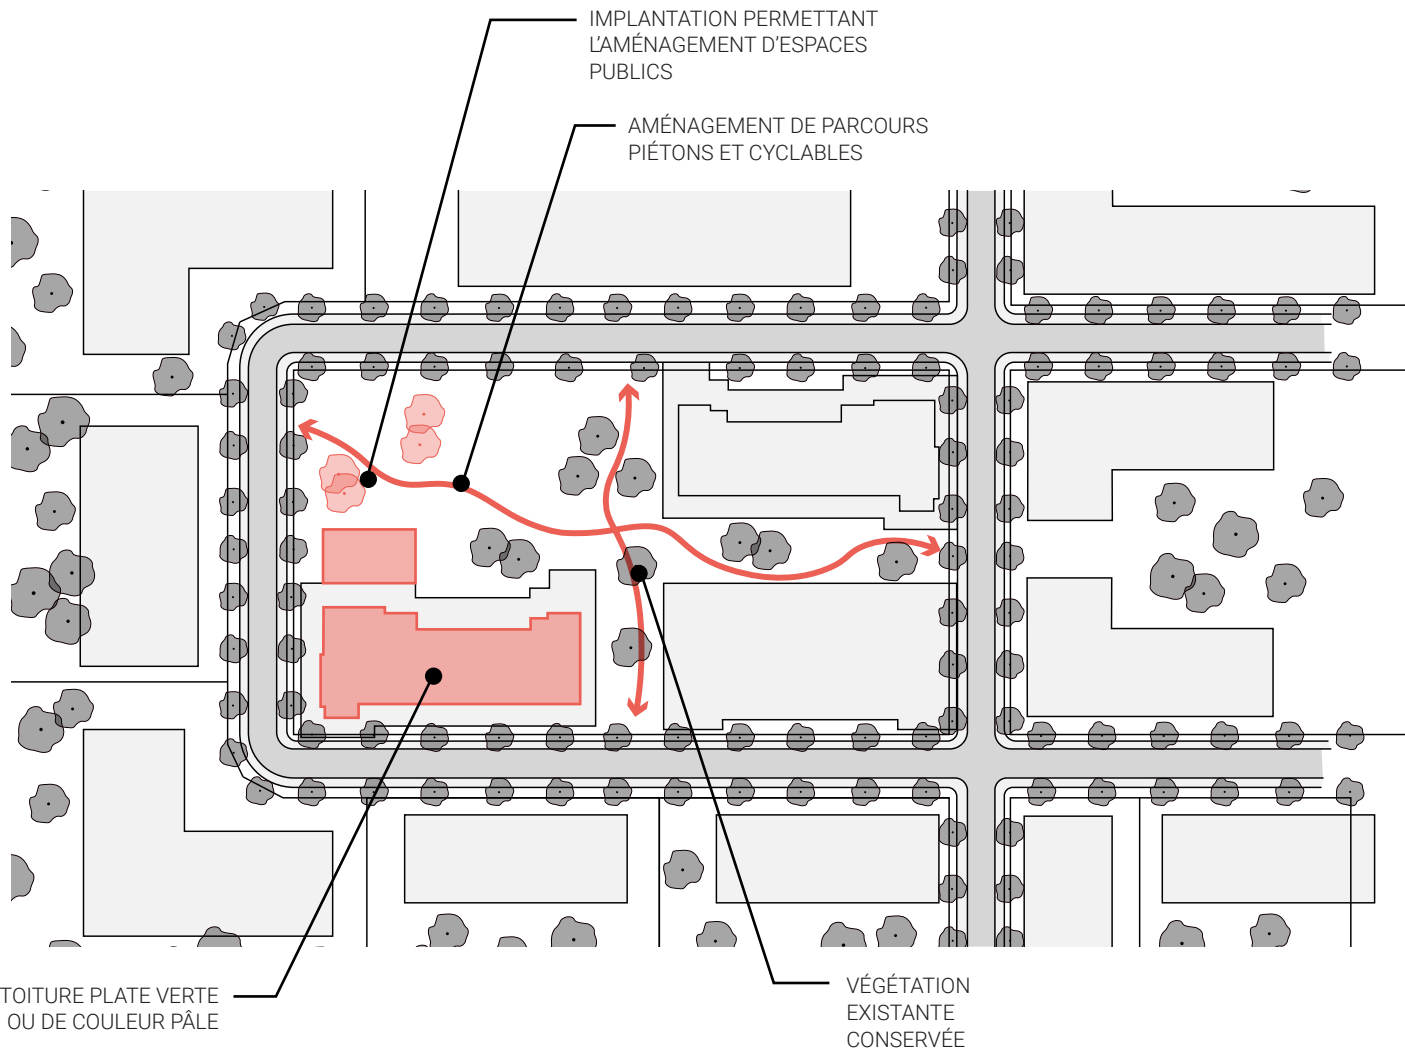 IMPLANTATION PERMETTANT
L'AMÉNAGEMENT D'ESPACES
PUBLICS
AMÉNAGEMENT DE PARCOURS
PIÉTONS ET CYCLABLES
TOITURE PLATE VERTE
OU DE COULEUR PÂLE
VÉGÉTATION
EXISTANTE
CONSERVÉE